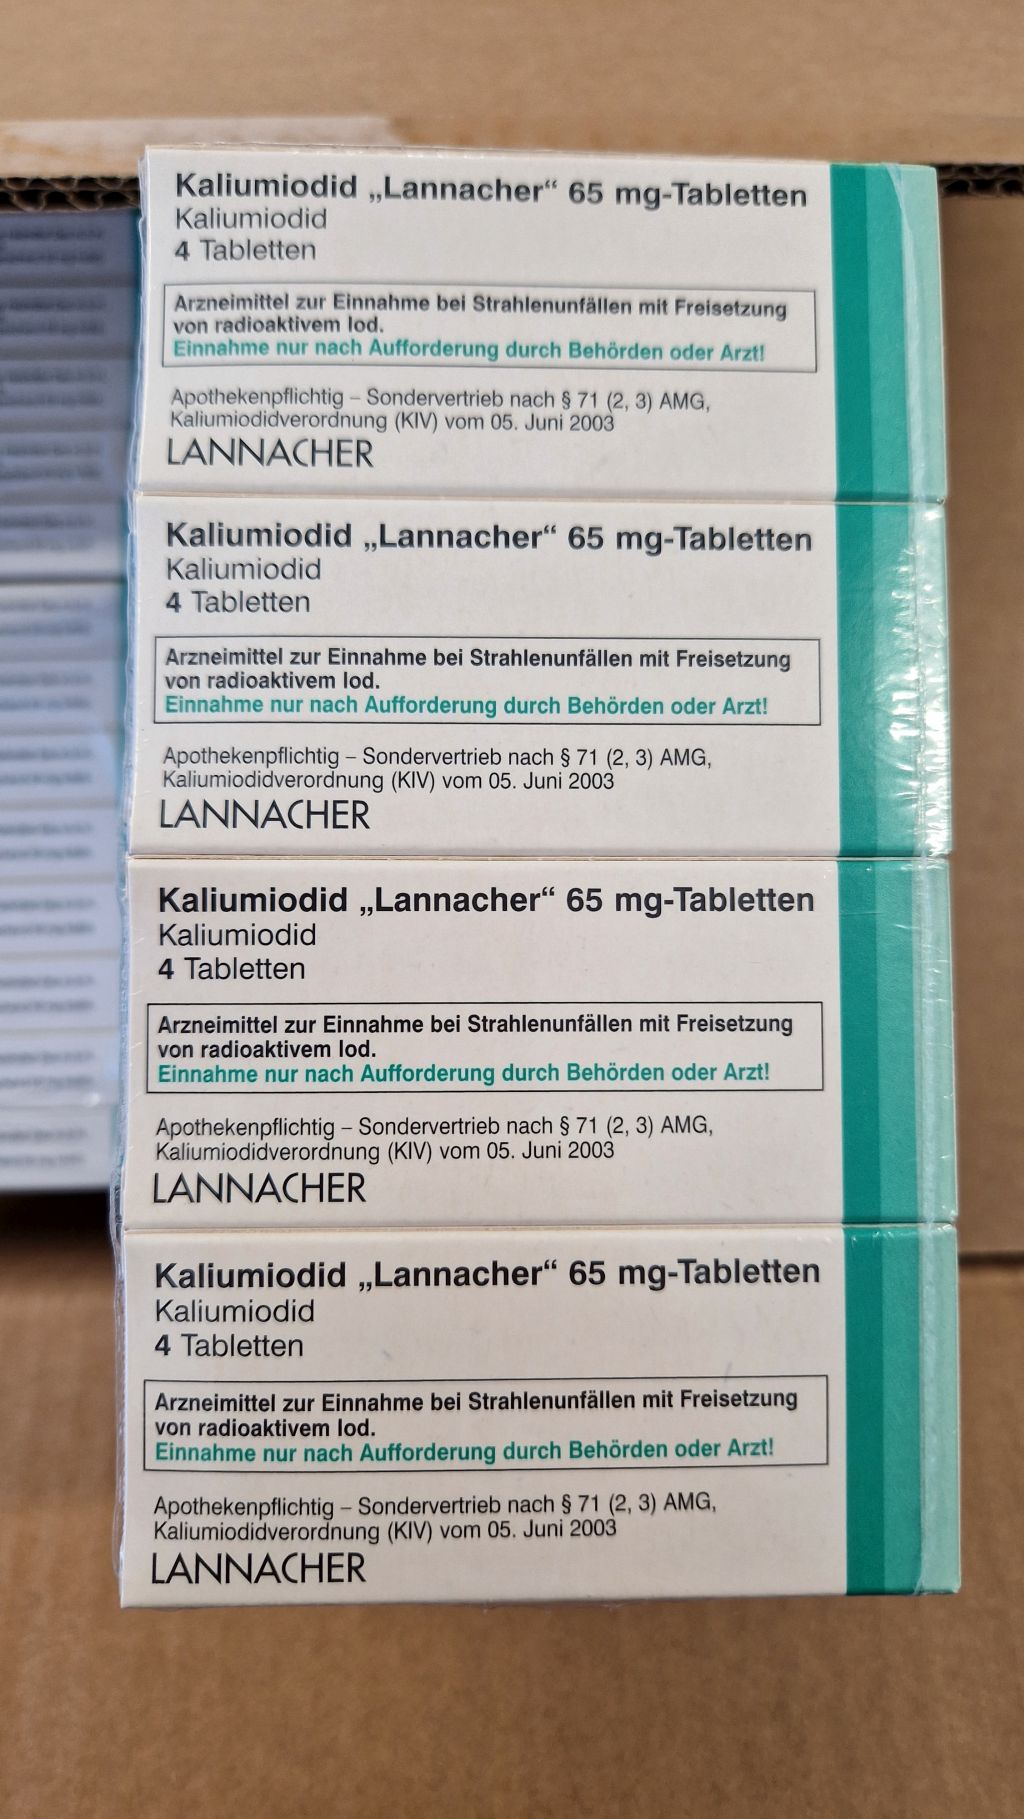 Kaliumiodid „Lannacher“ 65 mg-Tabletten
Kaliumiodid
4 Tabletten
Arzneimittel zur Einnahme bei Strahlenunfällen mit Freisetzung
von radioaktivem Iod.
Einnahme nur nach Aufforderung durch Behörden oder Arzt!
Apothekenpflichtig – Sondervertrieb nach § 71 (2, 3) AMG,
Kaliumiodidverordnung (KIV) vom 05. Juni 2003
LANNACHER
Kaliumiodid „Lannacher“ 65 mg-Tabletten
Kaliumiodid
4 Tabletten
Arzneimittel zur Einnahme bei Strahlenunfällen mit Freisetzung
von radioaktivem Iod.
Einnahme nur nach Aufforderung durch Behörden oder Arzt!
Apothekenpflichtig – Sondervertrieb nach § 71 (2, 3) AMG,
Kaliumiodidverordnung (KIV) vom 05. Juni 2003
LANNACHER
Kaliumiodid „Lannacher“ 65 mg-Tabletten
Kaliumiodid
4 Tabletten
Arzneimittel zur Einnahme bei Strahlenunfällen mit Freisetzung
von radioaktivem Iod.
Einnahme nur nach Aufforderung durch Behörden oder Arzt!
Apothekenpflichtig – Sondervertrieb nach § 71 (2, 3) AMG,
Kaliumiodidverordnung (KIV) vom 05. Juni 2003
LANNACHER
Kaliumiodid „Lannacher“ 65 mg-Tabletten
Kaliumiodid
4 Tabletten
Arzneimittel zur Einnahme bei Strahlenunfällen mit Freisetzung
von radioaktivem Iod.
Einnahme nur nach Aufforderung durch Behörden oder Arzt!
Apothekenpflichtig – Sondervertrieb nach § 71 (2, 3) AMG,
Kaliumiodidverordnung (KIV) vom 05. Juni 2003
LANNACHER